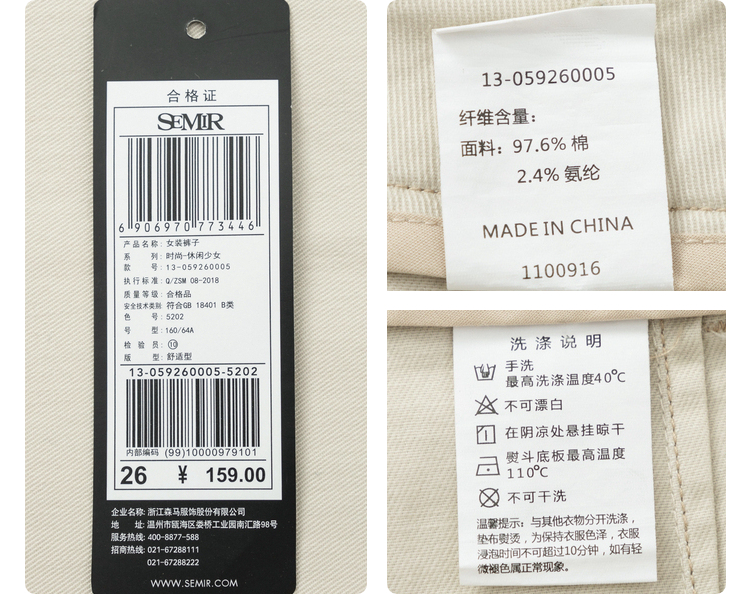 合格证
SEMIR
6 906970 773446
产品名称: 女装裤子
系 列: 时尚-休闲少女
款 号: 13-059260005
执行标准: Q/ZSM 08-2018
质量等级: 合格品
安全技术类别: 符合GB 18401 B类
色 号: 5202
号 型: 160/64A
检 验 员: ⑩
版 型: 舒适型
13-059260005-5202
内部编码 (99)10000979101
26 ¥ 159.00
企业名称: 浙江森马服饰股份有限公司
地 址: 温州市瓯海区娄桥工业园南汇路98号
服务热线: 400-8877-588
招商热线: 021-67288111
021-67288222
WWW.SEMIR.COM
13-059260005
纤维含量:
面料: 97.6% 棉
2.4% 氨纶
MADE IN CHINA
1100916
洗涤说明
手洗
最高洗涤温度40℃
不可漂白
在阴凉处悬挂晾干
熨斗底板最高温度
110℃
不可干洗
温馨提示: 与其他衣物分开洗涤,
垫布熨烫, 为保持衣服色泽, 衣服
浸泡时间不可超过10分钟, 如有轻
微褪色属正常现象。